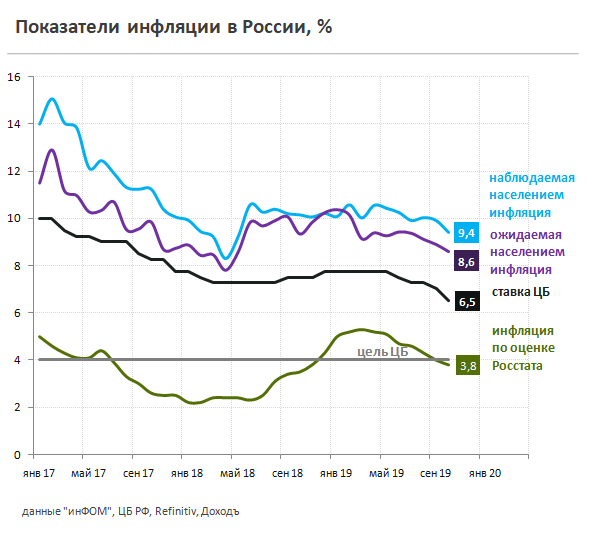 Показатели инфляции в России, %
16
14
12
10
8
6
4
2
0
янв 17
май 17
сен 17
янв 18
май 18
сен 18
янв 19
май 19
сен 19
янв 20
наблюдаемая
населением
инфляция
9,4
ожидаемая
населением
инфляция
8,6
ставка ЦБ
6,5
инфляция
по оценке
Росстата
3,8
цель ЦБ
данные "инФОМ", ЦБ РФ, Refinitiv, Доходъ